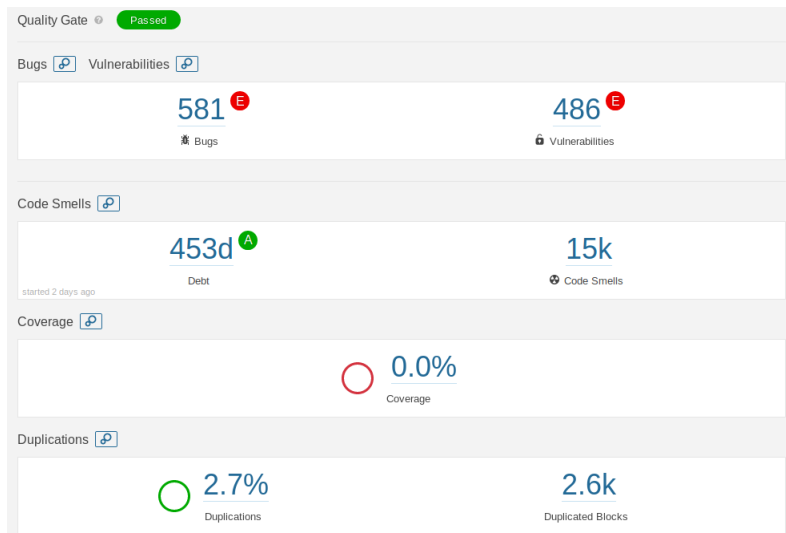 Quality Gate ? Passed
Bugs Vulnerabilities
581 E 486 E
Bugs Vulnerabilities
Code Smells
453d A 15k
Debt Code Smells
started 2 days ago
Coverage
0.0%
Coverage
Duplications
2.7% 2.6k
Duplications Duplicated Blocks